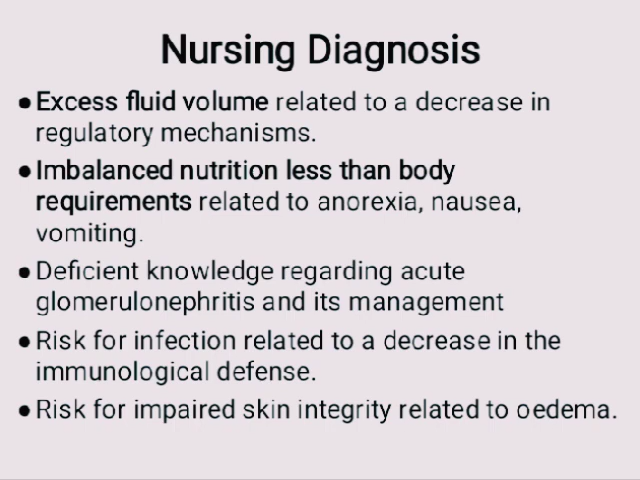 Nursing Diagnosis
● Excess fluid volume related to a decrease in
regulatory mechanisms.
● Imbalanced nutrition less than body
requirements related to anorexia, nausea,
vomiting.
● Deficient knowledge regarding acute
glomerulonephritis and its management
● Risk for infection related to a decrease in the
immunological defense.
● Risk for impaired skin integrity related to oedema.